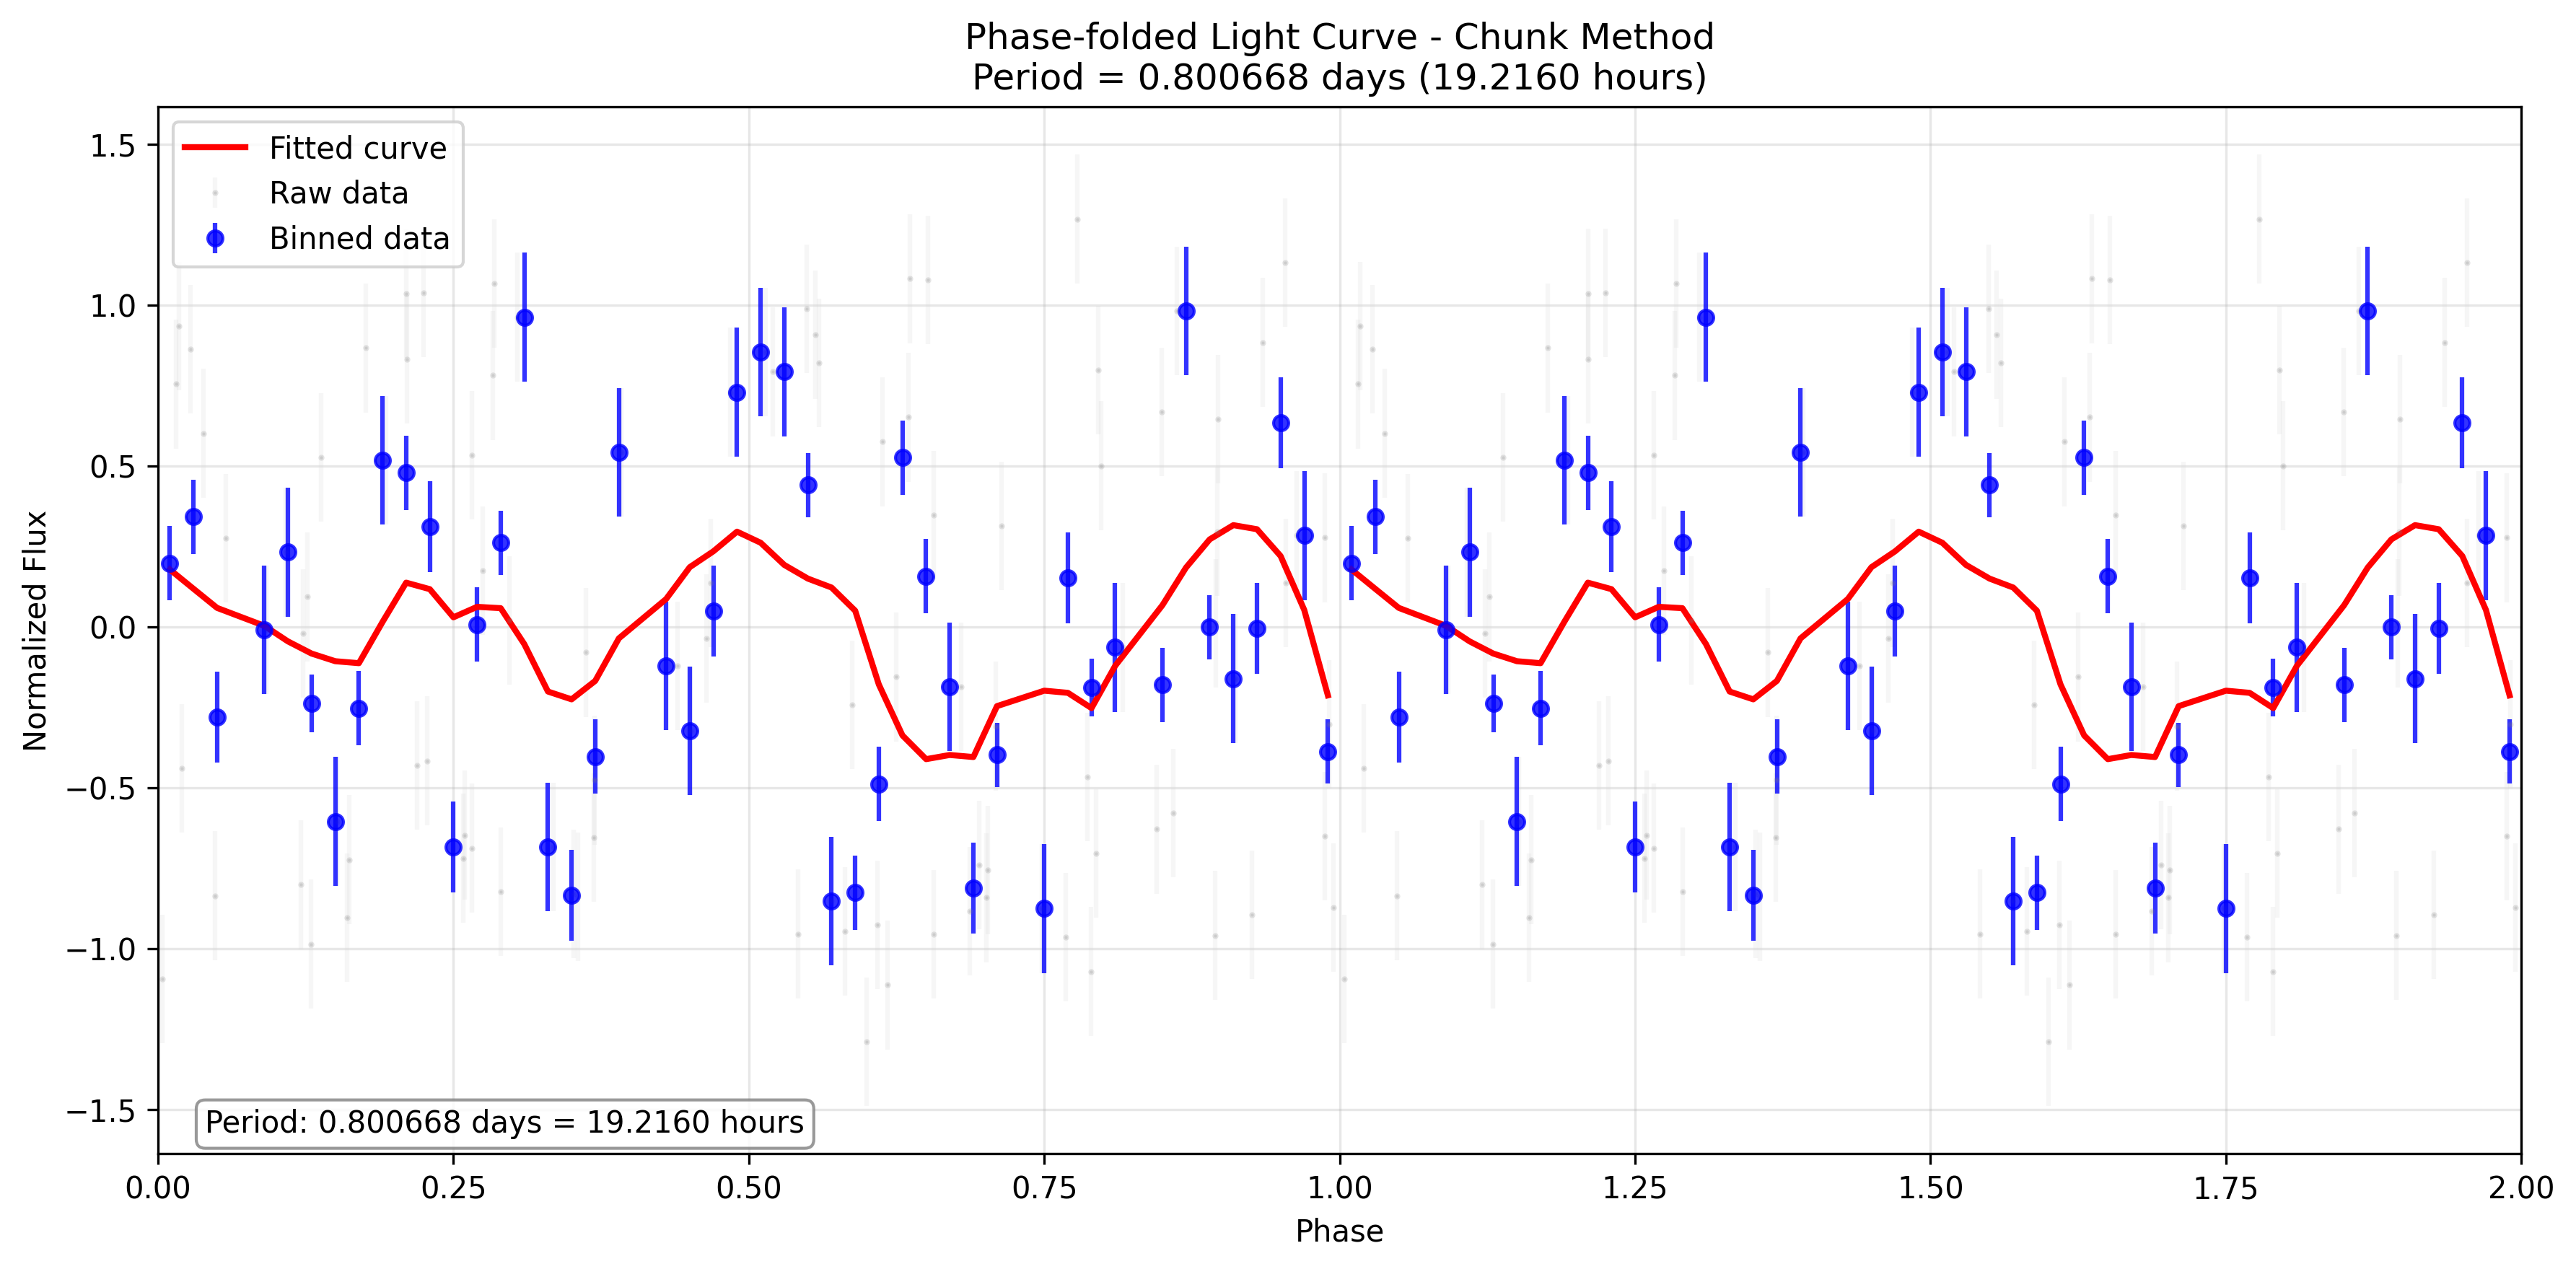 Phase-folded Light Curve - Chunk Method
Period = 0.800668 days (19.2160 hours)
Fitted curve
Raw data
Binned data
1.5
1.0
0.5
0.0
−0.5
−1.0
−1.5
Normalized Flux
Period: 0.800668 days = 19.2160 hours
0.00 0.25 0.50 0.75 1.00 1.25 1.50 1.75 2.00
Phase